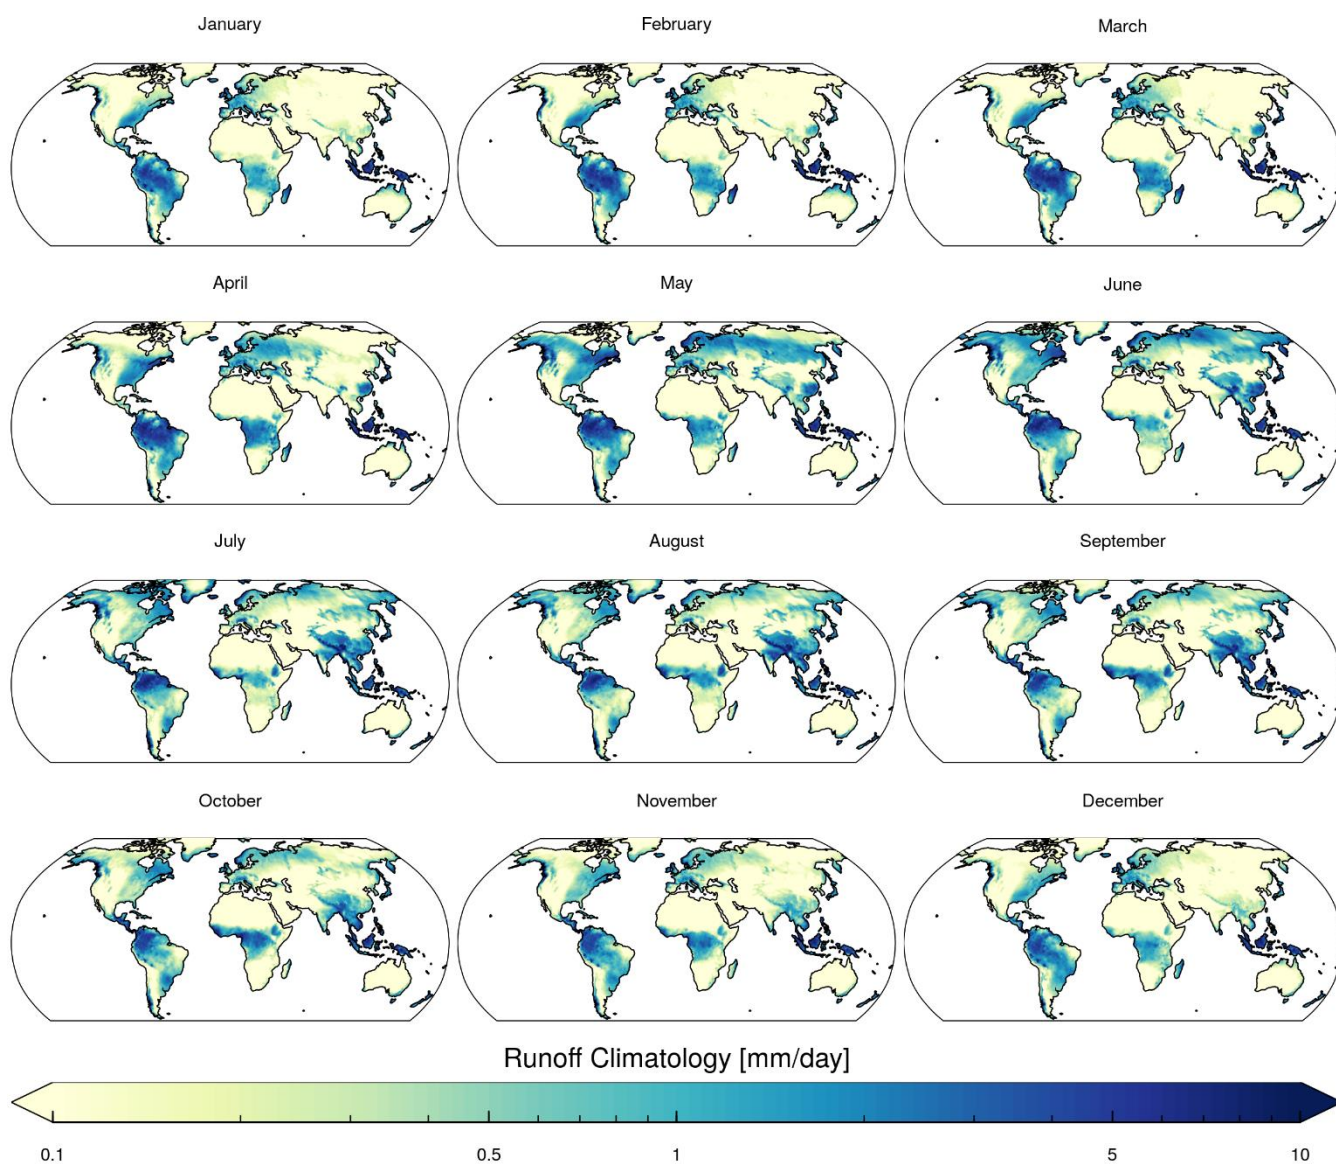 January February March
April May June
July August September
October November December
Runoff Climatology [mm/day]
0.1 0.5 1 5 10